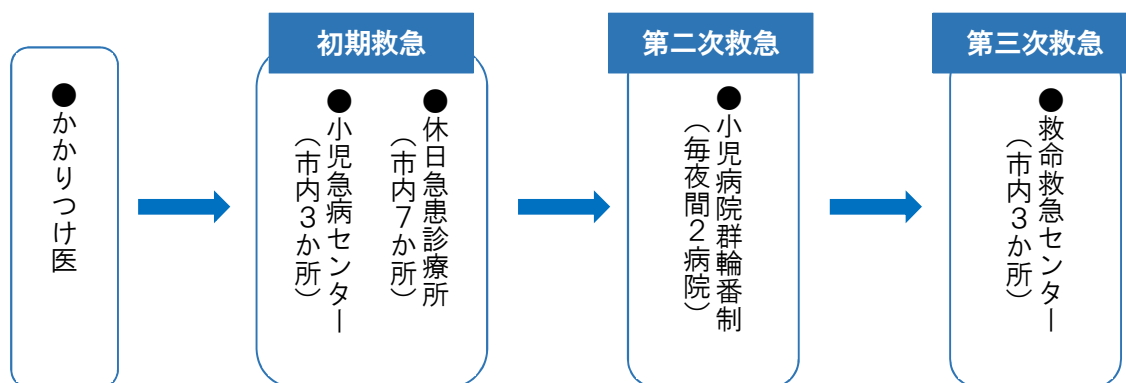 ●かかりつけ医
初期救急
●休日急患診療所
（市内７か所）
●小児急病センター
（市内３か所）
第二次救急
●小児病院群輪番制
（毎夜間２病院）
第三次救急
●救命救急センター
（市内３か所）